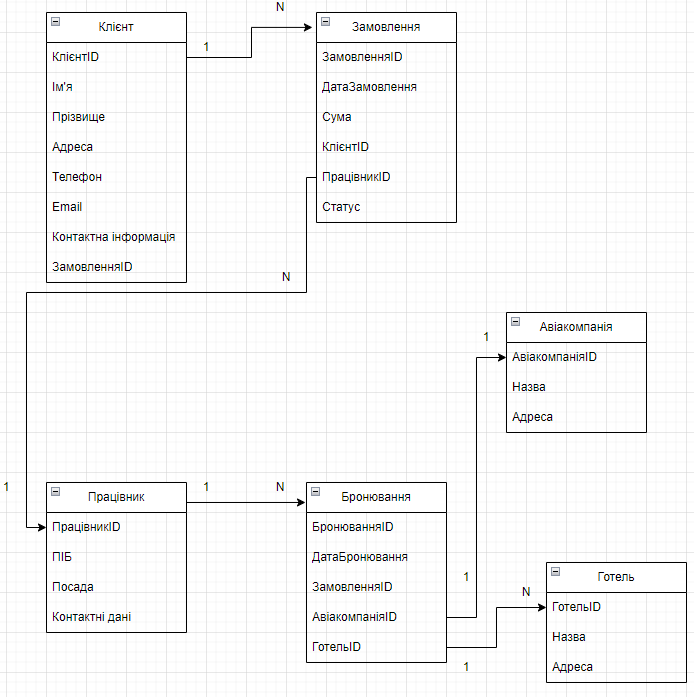 Клієнт
КлієнтID
Ім'я
Прізвище
Адреса
Телефон
Email
Контактна інформація
ЗамовленняID
1
N
Замовлення
ЗамовленняID
ДатаЗамовлення
Сума
КлієнтID
ПрацівникID
Статус
N
1
Працівник
ПрацівникID
ПІБ
Посада
Контактні дані
1
N
Бронювання
БронюванняID
ДатаБронювання
ЗамовленняID
АвіакомпаніяID
ГотельID
1
1
Авіакомпанія
АвіакомпаніяID
Назва
Адреса
1
N
Готель
ГотельID
Назва
Адреса